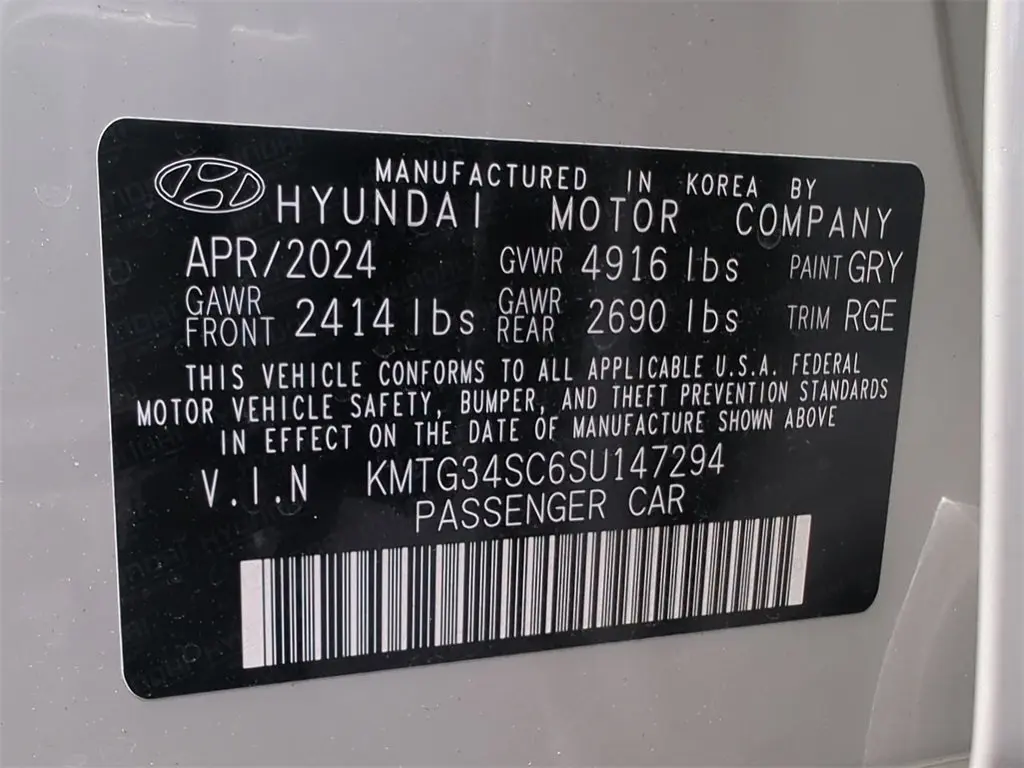 MANUFACTURED IN KOREA BY
HYUNDAI MOTOR COMPANY
APR/2024 GVWR 4916 lbs PAINT GRY
GAWR FRONT 2414 lbs GAWR REAR 2690 lbs TRIM RGE
THIS VEHICLE CONFORMS TO ALL APPLICABLE U.S.A. FEDERAL
MOTOR VEHICLE SAFETY, BUMPER, AND THEFT PREVENTION STANDARDS
IN EFFECT ON THE DATE OF MANUFACTURE SHOWN ABOVE
V.I.N KMTG34SC6SU147294
PASSENGER CAR